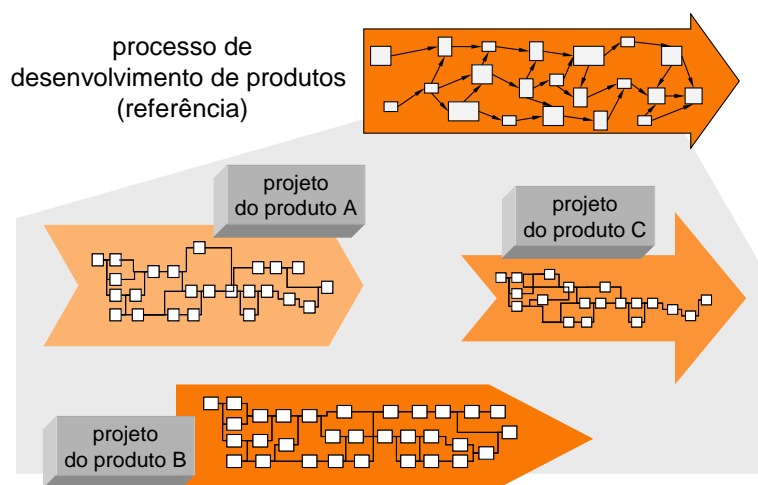 processo de
desenvolvimento de produtos
(referência)
projeto
do produto A
projeto
do produto C
projeto
do produto B